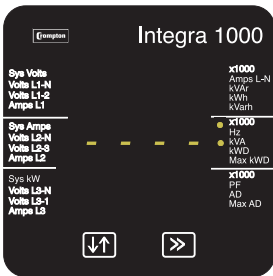 Crompton
Integra 1000
Sys Volts
Volts L1-N
Volts L1-2
Amps L1
x1000
Amps L-N
kVAr
kWh
kVarh
Sys Amps
Volts L2-N
Volts L2-3
Amps L2
- - - -
x1000
Hz
kVA
kWD
Max kWD
Sys kW
Volts L3-N
Volts L3-1
Amps L3
x1000
PF
AD
Max AD